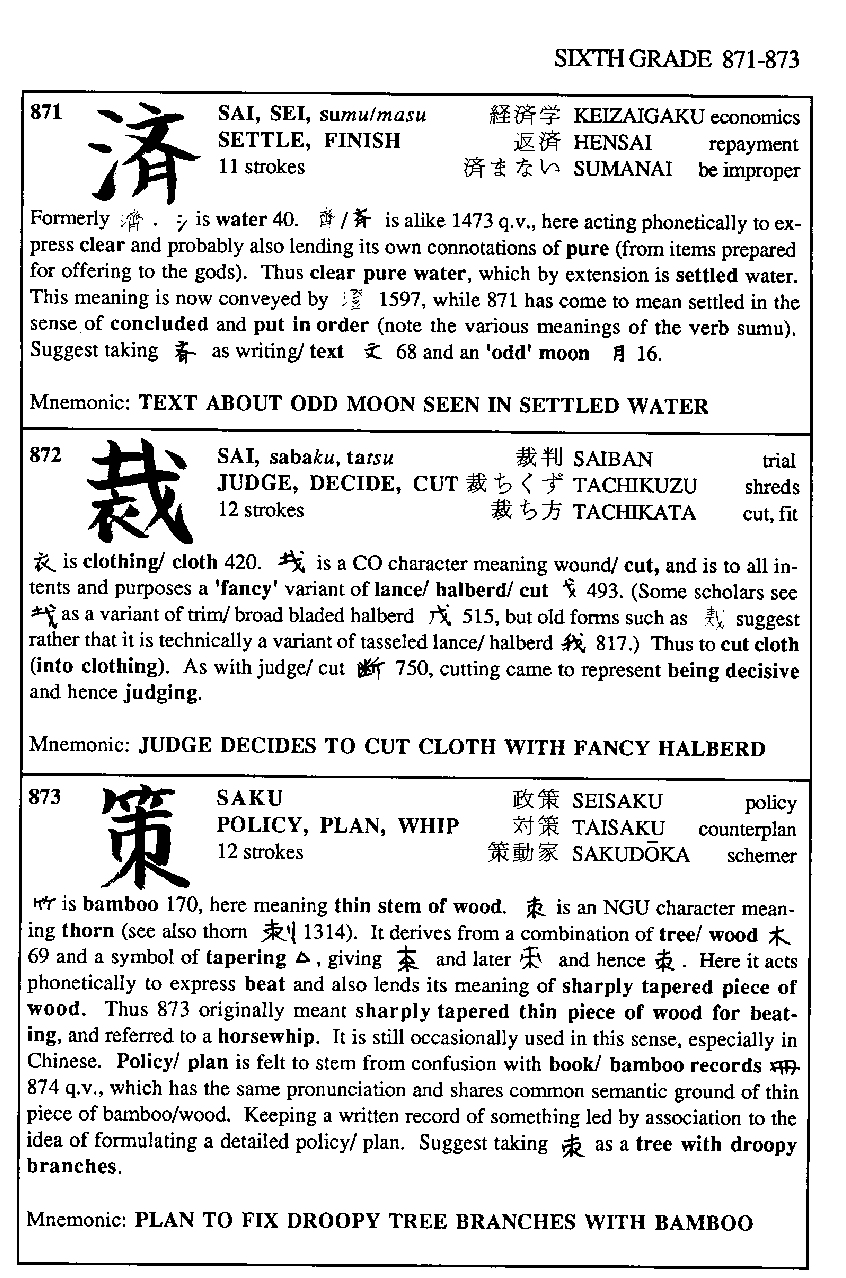 SIXTH GRADE 871-873
871 済 SAI, SEI, sumu/masu 経済学 KEIZAIGAKU economics
SETTLE, FINISH 返済 HENSAI repayment
11 strokes 済まない SUMANAI be improper
Formerly 濟. 氵 is water 40. 齊/斉 is alike 1473 q.v., here acting phonetically to ex-
press clear and probably also lending its own connotations of pure (from items prepared
for offering to the gods). Thus clear pure water, which by extension is settled water.
This meaning is now conveyed by 澄 1597, while 871 has come to mean settled in the
sense of concluded and put in order (note the various meanings of the verb sumu).
Suggest taking 斉 as writing/ text 文 68 and an 'odd' moon 月 16.
Mnemonic: TEXT ABOUT ODD MOON SEEN IN SETTLED WATER
872 裁 SAI, sabaku, tatsu 裁判 SAIBAN trial
JUDGE, DECIDE, CUT 裁ちくず TACHIKUZU shreds
12 strokes 裁ち方 TACHIKATA cut, fit
衣 is clothing/ cloth 420. 𢦏 is a CO character meaning wound/ cut, and is to all in-
tents and purposes a 'fancy' variant of lance/ halberd/ cut 戈 493. (Some scholars see
𢦏 as a variant of trim/ broad bladed halberd 戊 515, but old forms such as suggest
rather that it is technically a variant of tasseled lance/ halberd 我 817.) Thus to cut cloth
(into clothing). As with judge/ cut 断 750, cutting came to represent being decisive
and hence judging.
Mnemonic: JUDGE DECIDES TO CUT CLOTH WITH FANCY HALBERD
873 策 SAKU 政策 SEISAKU policy
POLICY, PLAN, WHIP 対策 TAISAKU counterplan
12 strokes 策動家 SAKUDŌKA schemer
竹 is bamboo 170, here meaning thin stem of wood. 朿 is an NGU character mean-
ing thorn (see also thorn 刺 1314). It derives from a combination of tree/ wood 木
69 and a symbol of tapering , giving and later and hence 朿. Here it acts
phonetically to express beat and also lends its meaning of sharply tapered piece of
wood. Thus 873 originally meant sharply tapered thin piece of wood for beat-
ing, and referred to a horsewhip. It is still occasionally used in this sense, especially in
Chinese. Policy/ plan is felt to stem from confusion with book/ bamboo records 冊
874 q.v., which has the same pronunciation and shares common semantic ground of thin
piece of bamboo/wood. Keeping a written record of something led by association to the
idea of formulating a detailed policy/ plan. Suggest taking 朿 as a tree with droopy
branches.
Mnemonic: PLAN TO FIX DROOPY TREE BRANCHES WITH BAMBOO